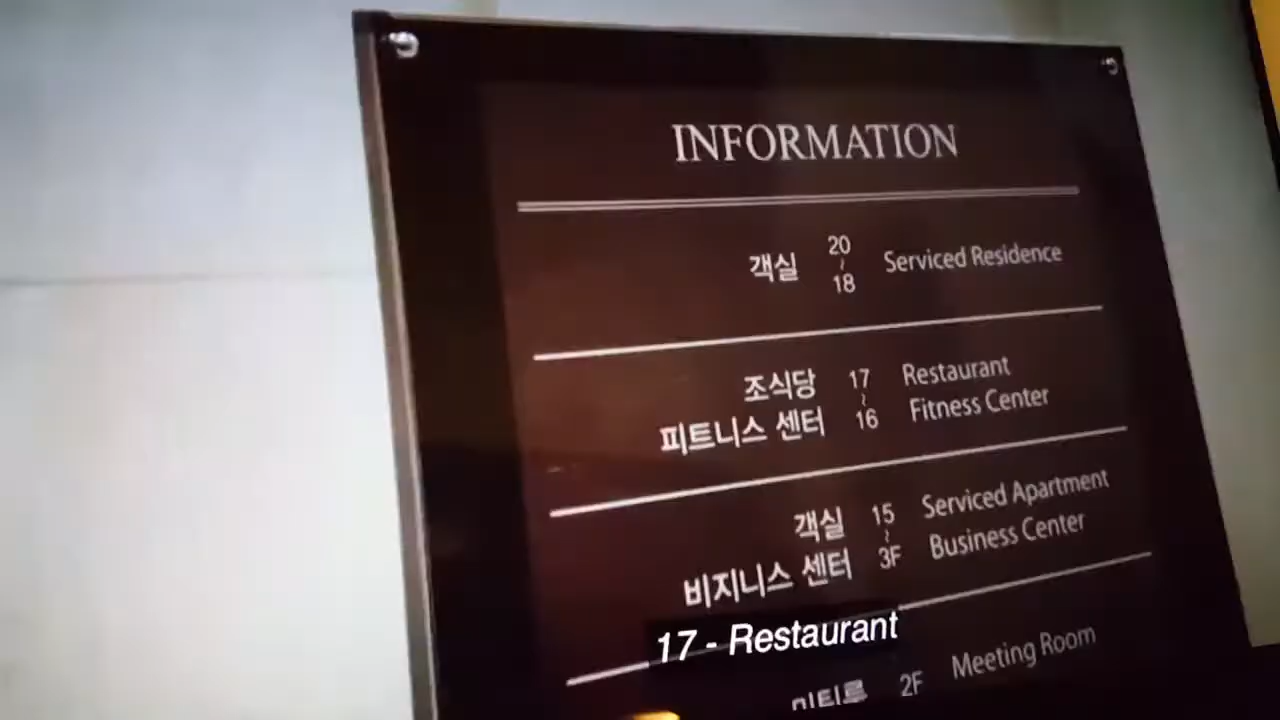 INFORMATION
객실 20 ~ 18 Serviced Residence
조식당 17 Restaurant
~
피트니스 센터 16 Fitness Center
객실 15 Serviced Apartment
~
비지니스 센터 3F Business Center
17 - Restaurant
2F Meeting Room